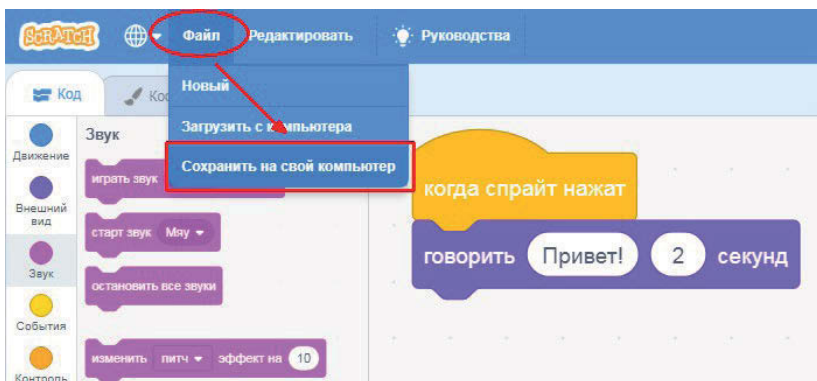 SCRATCH Файл Редактировать Руководства
Новый
Загрузить с компьютера
Сохранить на свой компьютер
Код
Движение
Внешний
вид
Звук
События
Контроль
Звук
играть звук
старт звук Мяу
остановить все звуки
изменить питч эффект на 10
когда спрайт нажат
говорить Привет! 2 секунд